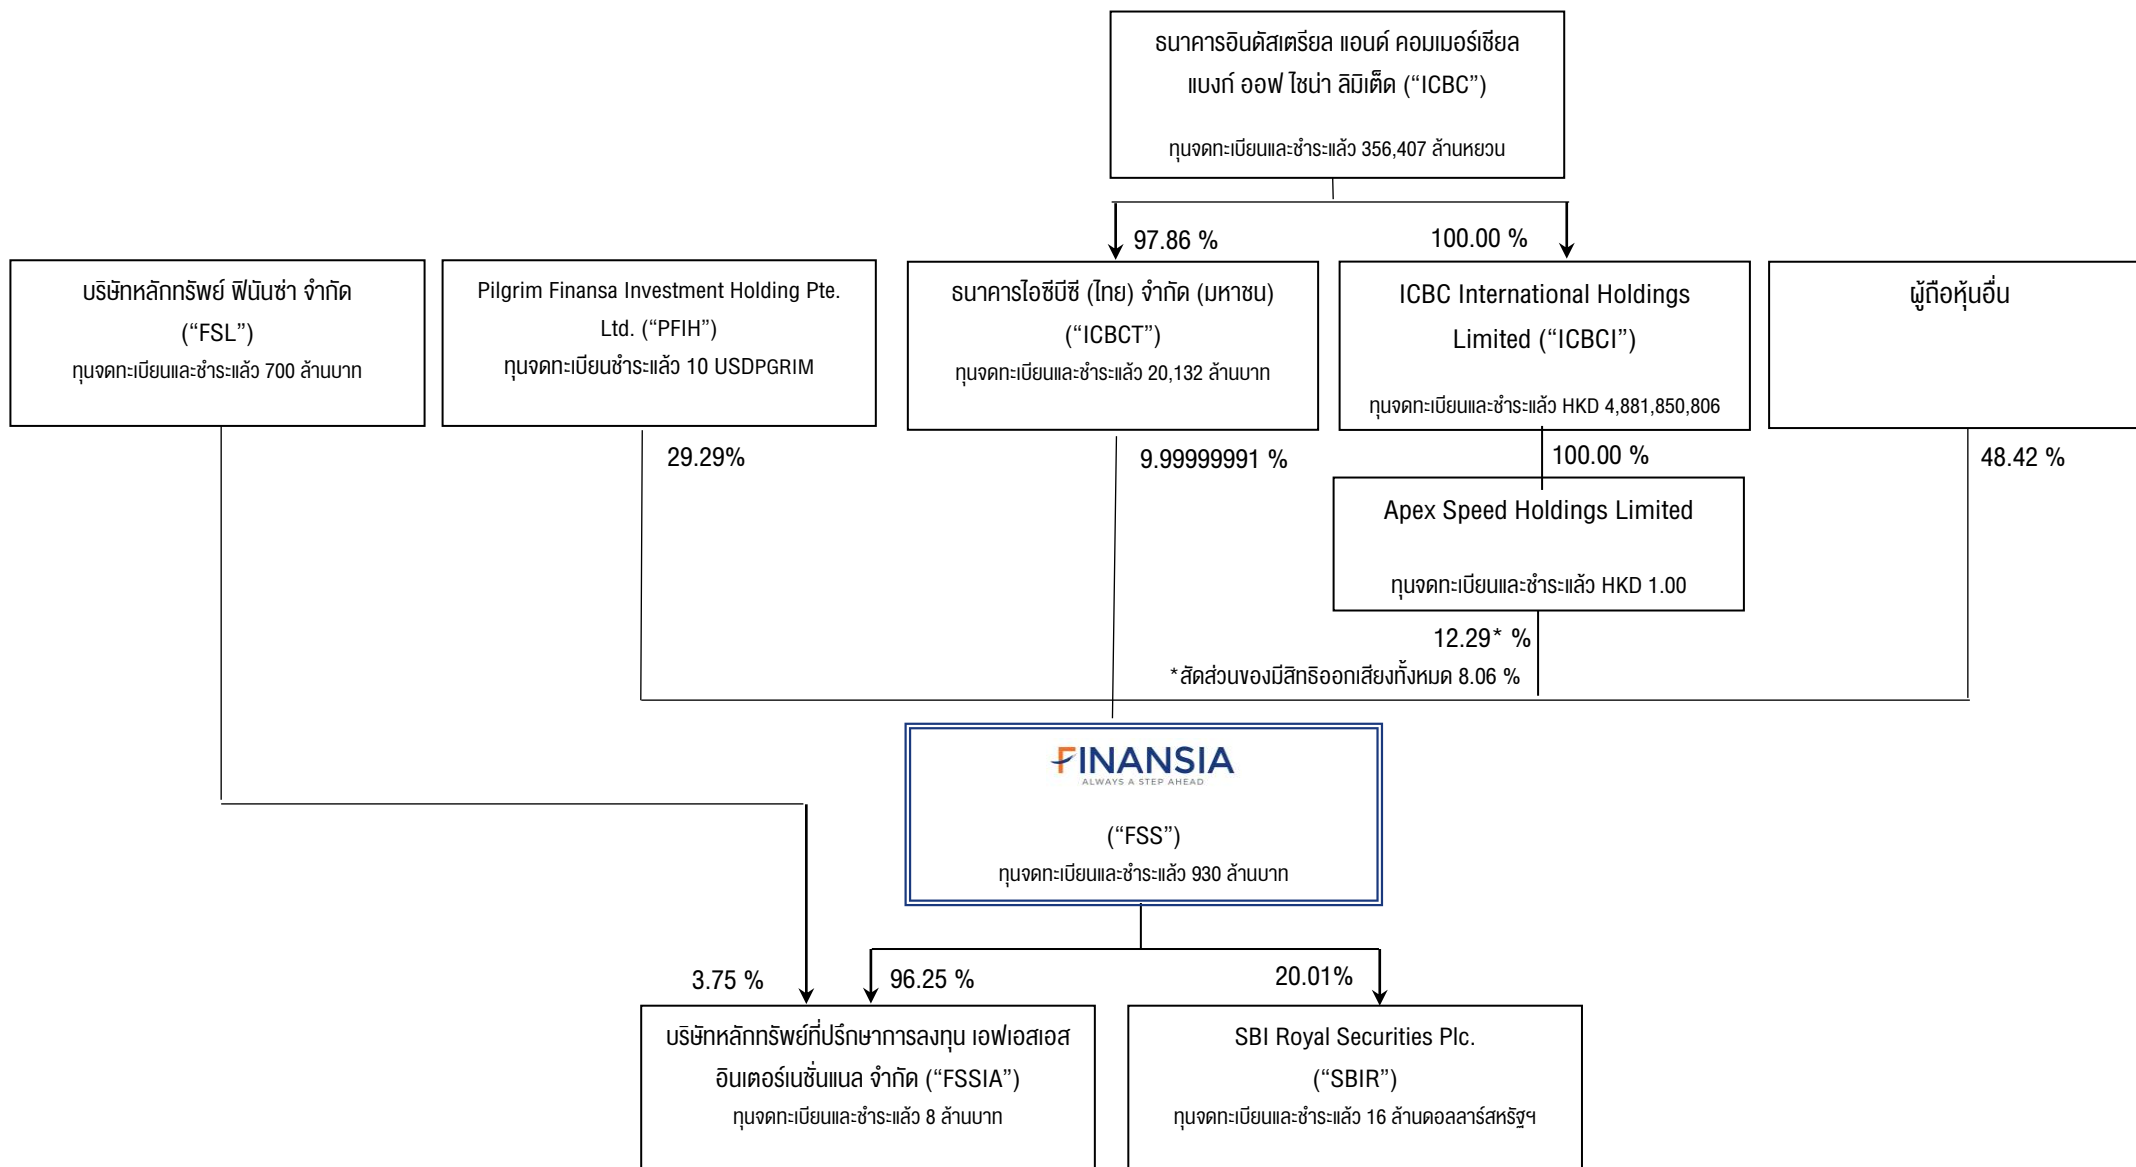 ธนาคารอินดัสเตรียล แอนด์ คอมเมอร์เชียล
แบงก์ ออฟ ไชน่า ลิมิเต็ด (“ICBC”)
ทุนจดทะเบียนและชำระแล้ว 356,407 ล้านหยวน
97.86 %
100.00 %
บริษัทหลักทรัพย์ ฟินันซ่า จำกัด
(“FSL”)
ทุนจดทะเบียนและชำระแล้ว 700 ล้านบาท
Pilgrim Finansa Investment Holding Pte.
Ltd. (“PFIH”)
ทุนจดทะเบียนชำระแล้ว 10 USDPGRIM
ธนาคารไอซีบีซี (ไทย) จำกัด (มหาชน)
(“ICBCT”)
ทุนจดทะเบียนและชำระแล้ว 20,132 ล้านบาท
ICBC International Holdings
Limited (“ICBCI”)
ทุนจดทะเบียนและชำระแล้ว HKD 4,881,850,806
ผู้ถือหุ้นอื่น
29.29%
9.99999991 %
100.00 %
48.42 %
Apex Speed Holdings Limited
ทุนจดทะเบียนและชำระแล้ว HKD 1.00
12.29* %
*สัดส่วนของมีสิทธิออกเสียงทั้งหมด 8.06 %
FINANSIA
ALWAYS A STEP AHEAD
(“FSS”)
ทุนจดทะเบียนและชำระแล้ว 930 ล้านบาท
3.75 %
96.25 %
20.01%
บริษัทหลักทรัพย์ที่ปรึกษาการลงทุน เอฟเอสเอส
อินเตอร์เนชั่นแนล จำกัด (“FSSIA”)
ทุนจดทะเบียนและชำระแล้ว 8 ล้านบาท
SBI Royal Securities Plc.
(“SBIR”)
ทุนจดทะเบียนและชำระแล้ว 16 ล้านดอลลาร์สหรัฐฯ